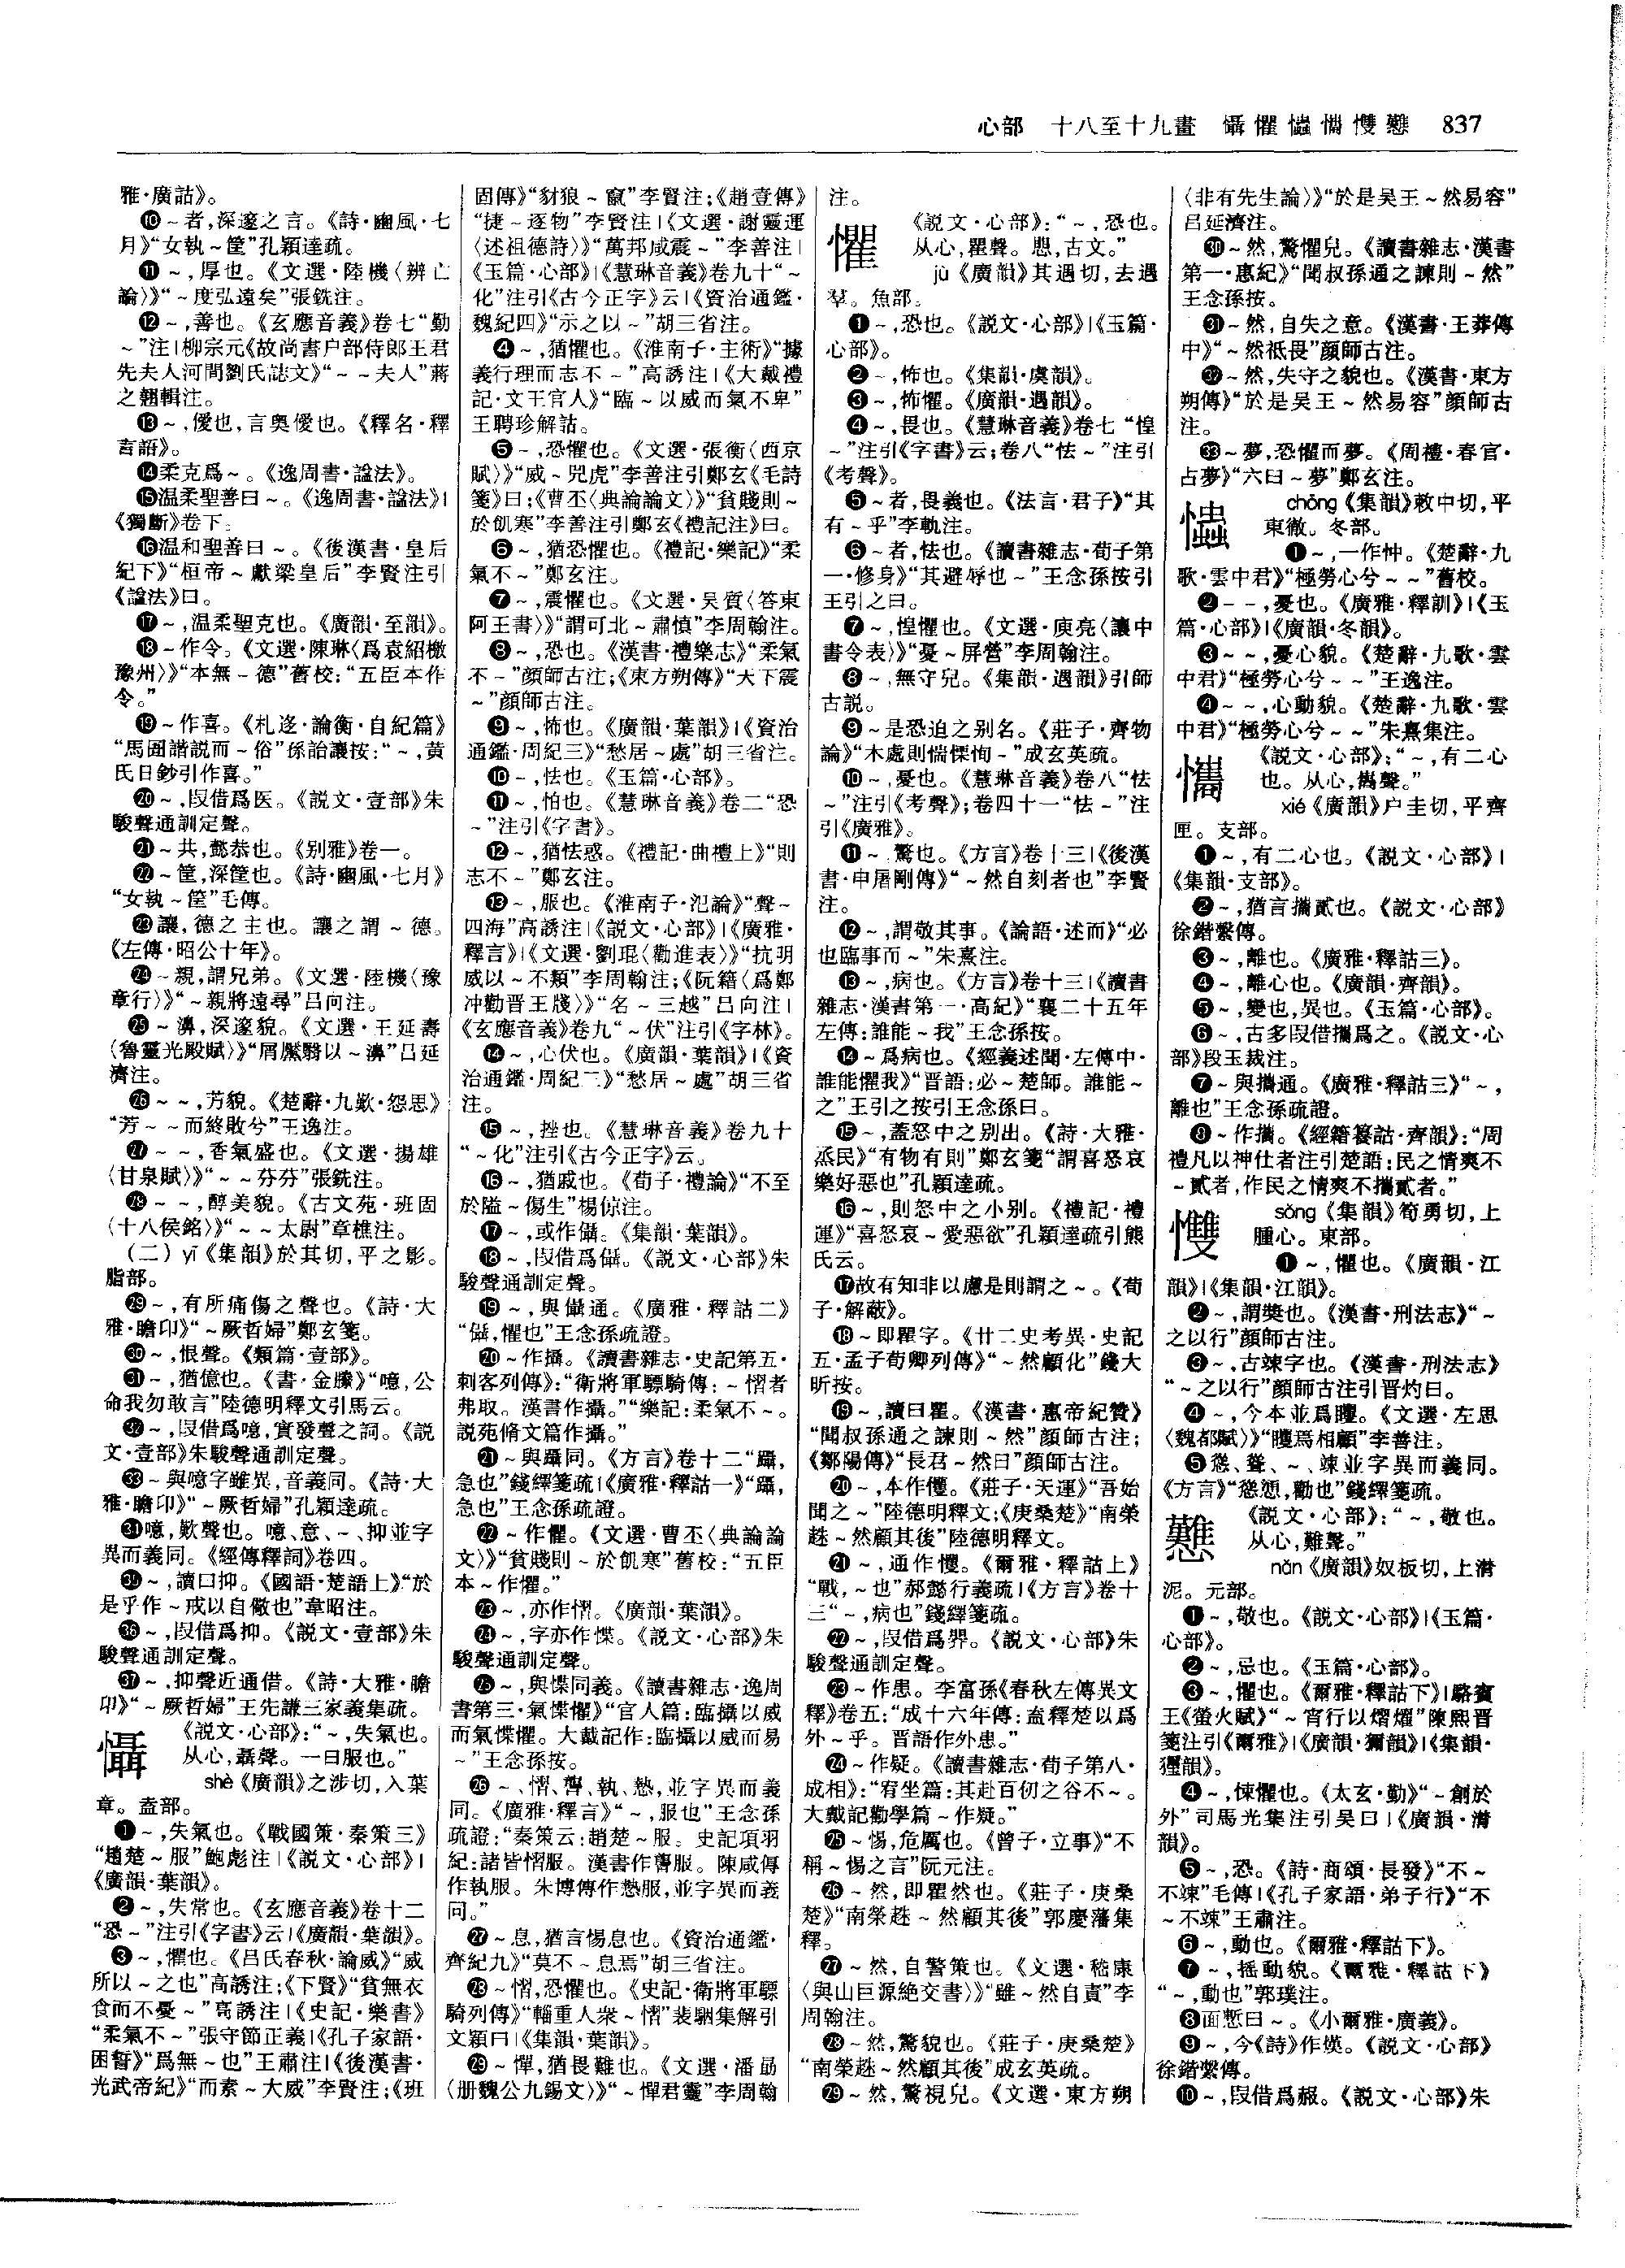 心部　十八至十九畫　懾懼爞懏㩳戁　837
雅·廣詁》。
❿~者,深邃之言。《詩·豳風·七
月》“女執~筐”孔穎達疏。
⓫~,厚也。《文選·陸機〈辨亡
論〉》“~度弘遠矣”張銑注。
⓬~,善也。《玄應音義》卷七“勤
~”注|柳宗元《故尚書户部侍郎王君
先夫人河間劉氏誌文》“~~夫人”蔣
之翹輯注。
⓭~,僾也,言奥僾也。《釋名·釋
言語》。
⓮柔克爲~。《逸周書·謚法》。
⓯温柔聖善曰~。《逸周書·謚法》|
《獨斷》卷下。
⓰温和聖善曰~。《後漢書·皇后
紀下》“桓帝~獻梁皇后”李賢注引
《謚法》曰。
⓱~,温柔聖克也。《廣韻·至韻》。
⓲~作令。《文選·陳琳〈爲袁紹檄
豫州〉》“本無~德”舊校:“五臣本作
令。”
⓳~作喜。《札迻·論衡·自紀篇》
“馬圄諧説而~俗”孫詒讓按:“~,黄
氏日鈔引作喜。”
⓴~,叚借爲医。《説文·壹部》朱
駿聲通訓定聲。
㉑~共,懿恭也。《别雅》卷一。
㉒~筐,深筐也。《詩·豳風·七月》
“女執~筐”毛傳。
㉓讓,德之主也。讓之謂~德。
《左傳·昭公十年》。
㉔~親,謂兄弟。《文選·陸機〈豫
章行〉》“~親將遠尋”吕向注。
㉕~濞,深邃貌。《文選·王延壽
〈魯靈光殿賦〉》“屑黶翳以~濞”吕延
濟注。
㉖~~,芳貌。《楚辭·九歎·怨思》
“芳~~而終敗兮”王逸注。
㉗~~,香氣盛也。《文選·揚雄
〈甘泉賦〉》“~~芬芬”張銑注。
㉘~~,醇美貌。《古文苑·班固
〈十八侯銘〉》“~~太尉”章樵注。
(二)yī《集韻》於其切,平之影。
脂部。
㉙~,有所痛傷之聲也。《詩·大
雅·瞻卬》“~厥哲婦”鄭玄箋。
㉚~,恨聲。《類篇·壹部》。
㉛~,猶億也。《書·金縢》“噫,公
命我勿敢言”陸德明釋文引馬云。
㉜~,叚借爲噫,實發聲之詞。《説
文·壹部》朱駿聲通訓定聲。
㉝~與噫字雖異,音義同。《詩·大
雅·瞻卬》“~厥哲婦”孔穎達疏。
㉞噫,歎聲也。噫、意、~、抑並字
異而義同。《經傳釋詞》卷四。
㉟~,讀曰抑。《國語·楚語上》“於
是乎作~戒以自儆也”韋昭注。
㊱~,叚借爲抑。《説文·壹部》朱
駿聲通訓定聲。
㊲~,抑聲近通借。《詩·大雅·瞻
卬》“~厥哲婦”王先謙三家義集疏。
懾　《説文·心部》:“~,失氣也。
从心,聶聲。一曰服也。”
shè《廣韻》之涉切,入葉
章。盍部。
❶~,失氣也。《戰國策·秦策三》
“趙楚~服”鮑彪注|《説文·心部》|
《廣韻·葉韻》。
❷~,失常也。《玄應音義》卷十二
“恐~”注引《字書》云|《廣韻·葉韻》。
❸~,懼也。《吕氏春秋·論威》“威
所以~之也”高誘注;《下賢》“貧無衣
食而不憂~”高誘注|《史記·樂書》
“柔氣不~”張守節正義|《孔子家語·
困誓》“爲無~也”王肅注|《後漢書·
光武帝紀》“而素~大威”李賢注;《班
固傳》“豺狼~竄”李賢注;《趙壹傳》
“捷~逐物”李賢注|《文選·謝靈運
〈述祖德詩〉》“萬邦咸震~”李善注|
《玉篇·心部》|《慧琳音義》卷九十“~
化”注引《古今正字》云|《資治通鑑·
魏紀四》“示之以~”胡三省注。
❹~,猶懼也。《淮南子·主術》“據
義行理而志不~”高誘注|《大戴禮
記·文王官人》“臨~以威而氣不卑”
王聘珍解詁。
❺~,恐懼也。《文選·張衡〈西京
賦〉》“威~兕虎”李善注引鄭玄《毛詩
箋》曰;《曹丕〈典論論文〉》“貧賤則~
於飢寒”李善注引鄭玄《禮記注》曰。
❻~,猶恐懼也。《禮記·樂記》“柔
氣不~”鄭玄注。
❼~,震懼也。《文選·吴質〈答東
阿王書〉》“謂可北~肅慎”李周翰注。
❽~,恐也。《漢書·禮樂志》“柔氣
不~”顔師古注;《東方朔傳》“天下震
~”顔師古注。
❾~,怖也。《廣韻·葉韻》|《資治
通鑑·周紀三》“愁居~處”胡三省注。
❿~,怯也。《玉篇·心部》。
⓫~,怕也。《慧琳音義》卷二“恐
~”注引《字書》。
⓬~,猶怯惑。《禮記·曲禮上》“則
志不~”鄭玄注。
⓭~,服也。《淮南子·氾論》“聲~
四海”高誘注|《説文·心部》|《廣雅·
釋言》|《文選·劉琨〈勸進表〉》“抗明
威以~不類”李周翰注;《阮籍〈爲鄭
冲勸晋王牋〉》“名~三越”吕向注|
《玄應音義》卷九“~伏”注引《字林》。
⓮~,心伏也。《廣韻·葉韻》|《資
治通鑑·周紀三》“愁居~處”胡三省
注。
⓯~,挫也。《慧琳音義》卷九十
“~化”注引《古今正字》云。
⓰~,猶戚也。《荀子·禮論》“不至
於隘~傷生”楊倞注。
⓱~,或作儑。《集韻·葉韻》。
⓲~,叚借爲儑。《説文·心部》朱
駿聲通訓定聲。
⓳~,與儑通。《廣雅·釋詁二》
“儑,懼也”王念孫疏證。
⓴~作攝。《讀書雜志·史記第五·
刺客列傳》:“衛將軍驃騎傳:~慴者
弗取。漢書作攝。”“樂記:柔氣不~。
説苑脩文篇作攝。”
㉑~與聶同。《方言》卷十二“躡,
急也”錢繹箋疏|《廣雅·釋詁一》“躡,
急也”王念孫疏證。
㉒~作懼。《文選·曹丕〈典論論
文〉》“貧賤則~於飢寒”舊校:“五臣
本~作懼。”
㉓~,亦作慴。《廣韻·葉韻》。
㉔~,字亦作惵。《説文·心部》朱
駿聲通訓定聲。
㉕~,與惵同義。《讀書雜志·逸周
書第三·氣惵懼》“官人篇:臨攝以威
而氣惵懼。大戴記作:臨攝以威而易
~”王念孫按。
㉖~、慴、讋、執、慹,並字異而義
同。《廣雅·釋言》“~,服也”王念孫
疏證:“秦策云:趙楚~服。史記項羽
紀:諸皆慴服。漢書作讋服。陳咸傳
作執服。朱博傳作慹服,並字異而義
同。”
㉗~息,猶言惕息也。《資治通鑑·
齊紀九》“莫不~息焉”胡三省注。
㉘~慴,恐懼也。《史記·衛將軍驃
騎列傳》“輜重人衆~慴”裴駰集解引
文穎曰|《集韻·葉韻》。
㉙~憚,猶畏難也。《文選·潘勗
〈册魏公九錫文〉》“~憚君靈”李周翰
注。
懼　《説文·心部》:“~,恐也。
从心,瞿聲。愳,古文。”
jù《廣韻》其遇切,去遇
羣。魚部。
❶~,恐也。《説文·心部》|《玉篇·
心部》。
❷~,怖也。《集韻·虞韻》。
❸~,怖懼。《廣韻·遇韻》。
❹~,畏也。《慧琳音義》卷七“惶
~”注引《字書》云;卷八“怯~”注引
《考聲》。
❺~者,畏義也。《法言·君子》“其
有~乎”李軌注。
❻~者,怯也。《讀書雜志·荀子第
一·修身》“其避辱也~”王念孫按引
王引之曰。
❼~,惶懼也。《文選·庾亮〈讓中
書令表〉》“憂~屏營”李周翰注。
❽~,無守皃。《集韻·遇韻》引師
古説。
❾~是恐迫之别名。《莊子·齊物
論》“木處則惴慄恂~”成玄英疏。
❿~,憂也。《慧琳音義》卷八“怯
~”注引《考聲》;卷四十一“怯~”注
引《廣雅》。
⓫~,驚也。《方言》卷十三|《後漢
書·申屠剛傳》“~然自刻者也”李賢
注。
⓬~,謂敬其事。《論語·述而》“必
也臨事而~”朱熹注。
⓭~,病也。《方言》卷十三|《讀書
雜志·漢書第一·高紀》“襄二十五年
左傳:誰能~我”王念孫按。
⓮~爲病也。《經義述聞·左傳中·
誰能懼我》“晋語:必~楚師。誰能~
之”王引之按引王念孫曰。
⓯~,蓋怒中之别出。《詩·大雅·
烝民》“有物有則”鄭玄箋“謂喜怒哀
樂好惡也”孔穎達疏。
⓰~,則怒中之小别。《禮記·禮
運》“喜怒哀~愛惡欲”孔穎達疏引熊
氏云。
⓱故有知非以慮是則謂之~。《荀
子·解蔽》。
⓲~即瞿字。《廿二史考異·史記
五·孟子荀卿列傳》“~然顧化”錢大
昕按。
⓳~,讀曰瞿。《漢書·惠帝紀贊》
“聞叔孫通之諫則~然”顔師古注;
《鄒陽傳》“長君~然曰”顔師古注。
⓴~,本作戄。《莊子·天運》“吾始
聞之~”陸德明釋文;《庚桑楚》“南榮
趎~然顧其後”陸德明釋文。
㉑~,通作戄。《爾雅·釋詁上》
“戰,~也”郝懿行義疏|《方言》卷十
三“~,病也”錢繹箋疏。
㉒~,叚借爲界。《説文·心部》朱
駿聲通訓定聲。
㉓~作患。李富孫《春秋左傳異文
釋》卷五:“成十六年傳:盍釋楚以爲
外~乎。晋語作外患。”
㉔~作疑。《讀書雜志·荀子第八·
成相》:“宥坐篇:其赴百仞之谷不~。
大戴記勸學篇~作疑。”
㉕~惕,危厲也。《曾子·立事》“不
稱~惕之言”阮元注。
㉖~然,即瞿然也。《莊子·庚桑
楚》“南榮趎~然顧其後”郭慶藩集
釋。
㉗~然,自警策也。《文選·嵇康
〈與山巨源絶交書〉》“雖~然自責”李
周翰注。
㉘~然,驚貌也。《莊子·庚桑楚》
“南榮趎~然顧其後”成玄英疏。
㉙~然,驚視皃。《文選·東方朔
〈非有先生論〉》“於是吴王~然易容”
吕延濟注。
㉚~然,驚懼皃。《讀書雜志·漢書
第一·惠紀》“聞叔孫通之諫則~然”
王念孫按。
㉛~然,自失之意。《漢書·王莽傳
中》“~然祗畏”顔師古注。
㉜~然,失守之貌也。《漢書·東方
朔傳》“於是吴王~然易容”顔師古
注。
㉝~夢,恐懼而夢。《周禮·春官·
占夢》“六曰~夢”鄭玄注。
chōng《集韻》敕中切,平
東徹。冬部。
❶~,一作忡。《楚辭·九
歌·雲中君》“極勞心兮~~”舊校。
❷~~,憂也。《廣雅·釋訓》|《玉
篇·心部》|《廣韻·冬韻》。
❸~~,憂心貌。《楚辭·九歌·雲
中君》“極勞心兮~~”王逸注。
❹~~,心動貌。《楚辭·九歌·雲
中君》“極勞心兮~~”朱熹集注。
懏　《説文·心部》:“~,有二心
也。从心,巂聲。”
xié《廣韻》户圭切,平齊
匣。支部。
❶~,有二心也。《説文·心部》|
《集韻·支部》。
❷~,猶言攜貳也。《説文·心部》
徐鍇繫傳。
❸~,離也。《廣雅·釋詁三》。
❹~,離心也。《廣韻·齊韻》。
❺~,變也,異也。《玉篇·心部》。
❻~,古多叚借攜爲之。《説文·心
部》段玉裁注。
❼~與攜通。《廣雅·釋詁三》“~,
離也”王念孫疏證。
❽~作攜。《經籍籑詁·齊韻》:“周
禮凡以神仕者注引楚語:民之情爽不
~貳者,作民之情爽不攜貳者。”
㩳　sǒng《集韻》筍勇切,上
腫心。東部。
❶~,懼也。《廣韻·江
韻》|《集韻·江韻》。
❷~,謂奬也。《漢書·刑法志》“~
之以行”顔師古注。
❸~,古竦字也。《漢書·刑法志》
“~之以行”顔師古注引晋灼曰。
❹~,今本並爲矆。《文選·左思
〈魏都賦〉》“矆焉相顧”李善注。
❺慫、聳、~、竦並字異而義同。
《方言》“慫慂,勸也”錢繹箋疏。
戁　《説文·心部》:“~,敬也。
从心,難聲。”
nǎn《廣韻》奴板切,上潸
泥。元部。
❶~,敬也。《説文·心部》|《玉篇·
心部》。
❷~,忌也。《玉篇·心部》。
❸~,懼也。《爾雅·釋詁下》|駱賓
王《螢火賦》“~宵行以熠燿”陳熙晋
箋注引《爾雅》|《廣韻·獮韻》|《集韻·
獮韻》。
❹~,悚懼也。《太玄·勤》“~創於
外”司馬光集注引吴曰|《廣韻·潸
韻》。
❺~,恐。《詩·商頌·長發》“不~
不竦”毛傳|《孔子家語·弟子行》“不
~不竦”王肅注。
❻~,動也。《爾雅·釋詁下》。
❼~,摇動貌。《爾雅·釋詁下》
“~,動也”郭璞注。
❽面慙曰~。《小爾雅·廣義》。
❾~,今《詩》作熯。《説文·心部》
徐鍇繫傳。
❿~,叚借爲赧。《説文·心部》朱